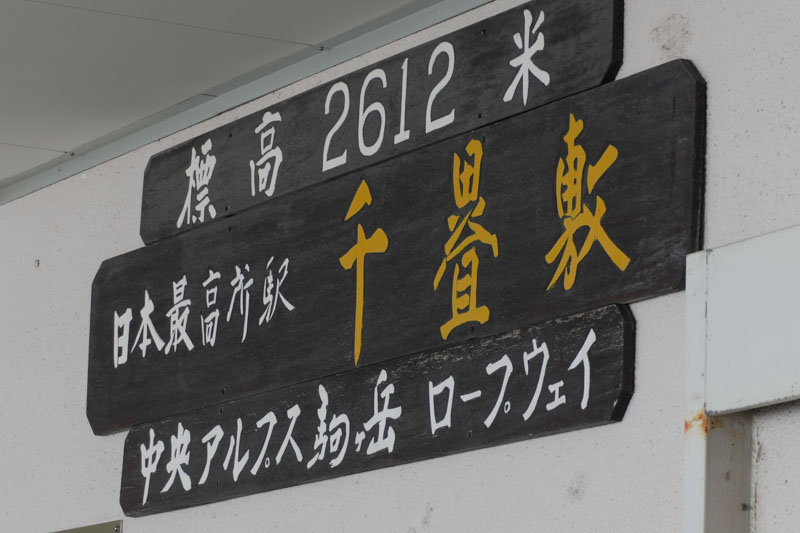 標高 2612 米
日本最高所駅 千畳敷
中央アルプス駒ヶ岳 ロープウェイ